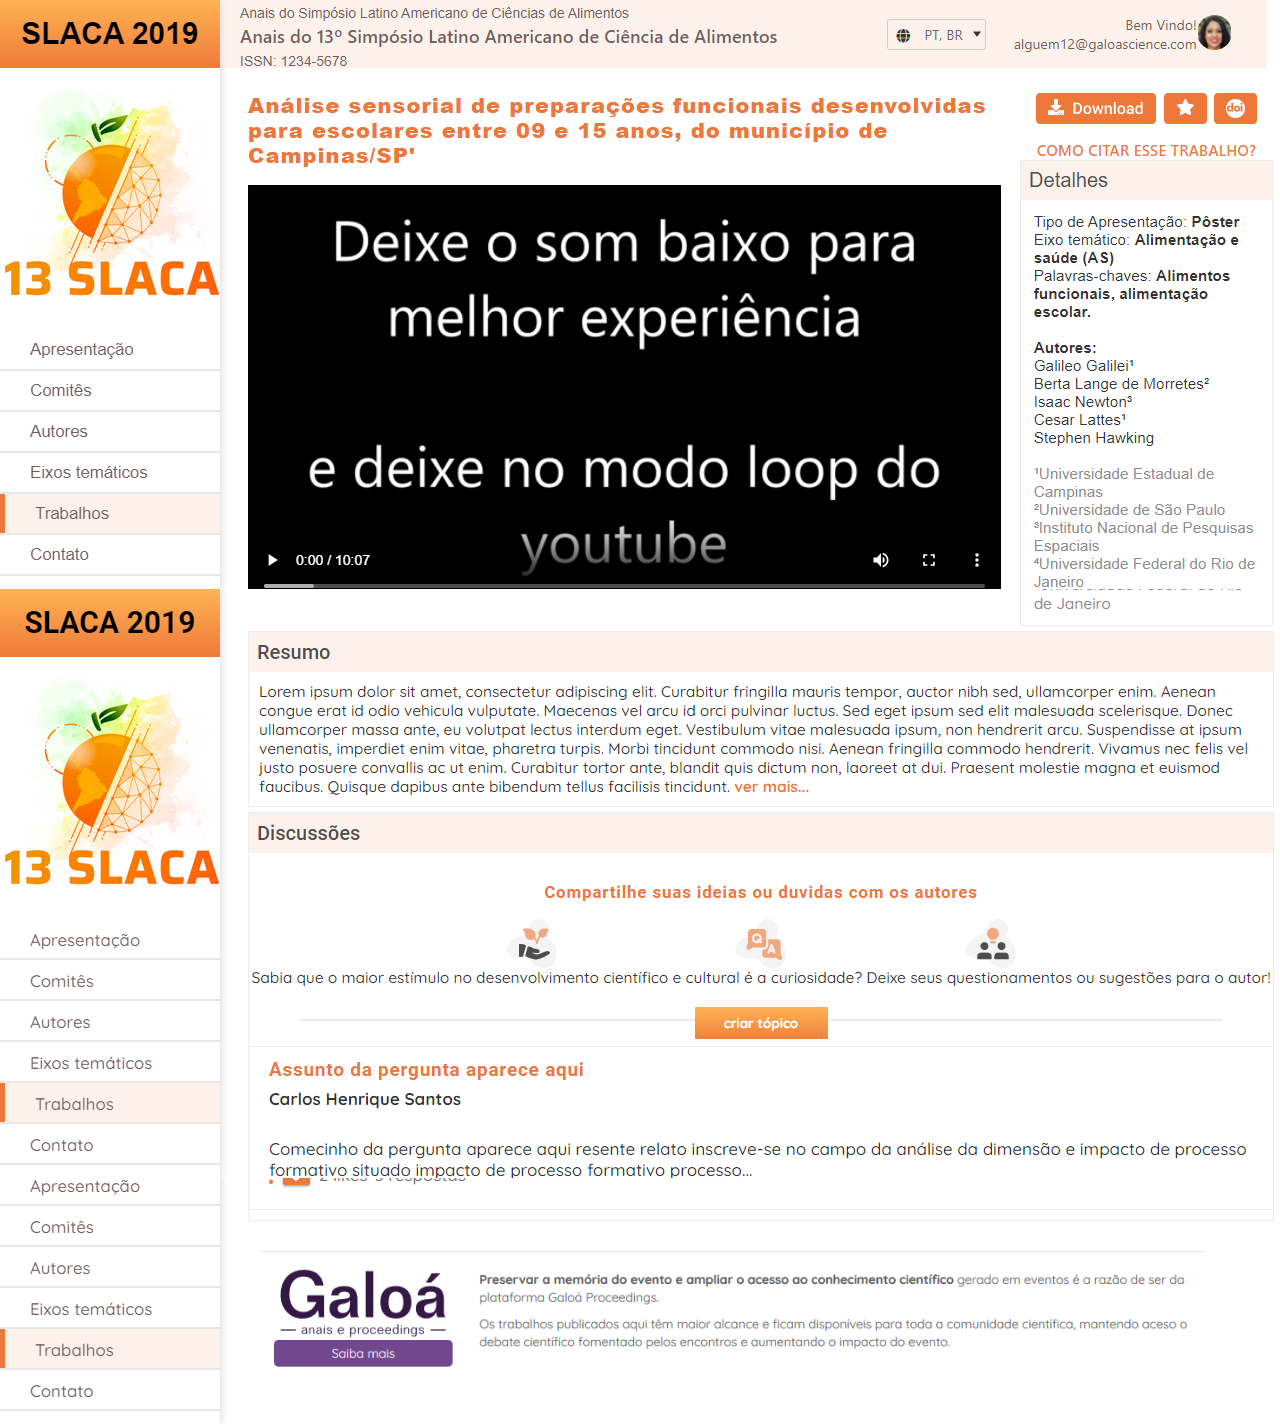 SLACA 2019
13 SLACA
Apresentação
Comitês
Autores
Eixos temáticos
Trabalhos
Contato
SLACA 2019
13 SLACA
Apresentação
Comitês
Autores
Eixos temáticos
Trabalhos
Contato
Apresentação
Comitês
Autores
Eixos temáticos
Trabalhos
Contato
Anais do Simpósio Latino Americano de Ciências de Alimentos
Anais do 13º Simpósio Latino Americano de Ciência de Alimentos
ISSN: 1234-5678
PT, BR
Bem Vindo!
alguem12@galoascience.com
Análise sensorial de preparações funcionais desenvolvidas
para escolares entre 09 e 15 anos, do município de
Campinas/SP'
Download
doi
COMO CITAR ESSE TRABALHO?
Deixe o som baixo para
melhor experiência
e deixe no modo loop do
youtube
0:00 / 10:07
Detalhes
Tipo de Apresentação: Pôster
Eixo temático: Alimentação e
saúde (AS)
Palavras-chaves: Alimentos
funcionais, alimentação
escolar.
Autores:
Galileo Galilei¹
Berta Lange de Morretes²
Isaac Newton³
Cesar Lattes¹
Stephen Hawking
¹Universidade Estadual de
Campinas
²Universidade de São Paulo
³Instituto Nacional de Pesquisas
Espaciais
⁴Universidade Federal do Rio de
Janeiro
de Janeiro
Resumo
Lorem ipsum dolor sit amet, consectetur adipiscing elit. Curabitur fringilla mauris tempor, auctor nibh sed, ullamcorper enim. Aenean
congue erat id odio vehicula vulputate. Maecenas vel arcu id orci pulvinar luctus. Sed eget ipsum sed elit malesuada scelerisque. Donec
ullamcorper massa ante, eu volutpat lectus interdum eget. Vestibulum vitae malesuada ipsum, non hendrerit arcu. Suspendisse at ipsum
venenatis, imperdiet enim vitae, pharetra turpis. Morbi tincidunt commodo nisi. Aenean fringilla commodo hendrerit. Vivamus nec felis vel
justo posuere convallis ac ut enim. Curabitur tortor ante, blandit quis dictum non, laoreet at dui. Praesent molestie magna et euismod
faucibus. Quisque dapibus ante bibendum tellus facilisis tincidunt. ver mais...
Discussões
Compartilhe suas ideias ou duvidas com os autores
Q A
Sabia que o maior estímulo no desenvolvimento científico e cultural é a curiosidade? Deixe seus questionamentos ou sugestões para o autor!
criar tópico
Assunto da pergunta aparece aqui
Carlos Henrique Santos
Comecinho da pergunta aparece aqui resente relato inscreve-se no campo da análise da dimensão e impacto de processo
formativo situado impacto de processo formativo processo...
Galoá
anais e proceedings
Saiba mais
Preservar a memória do evento e ampliar o acesso ao conhecimento científico gerado em eventos é a razão de ser da
plataforma Galoá Proceedings.
Os trabalhos publicados aqui têm maior alcance e ficam disponíveis para toda a comunidade científica, mantendo aceso o
debate científico fomentado pelos encontros e aumentando o impacto do evento.